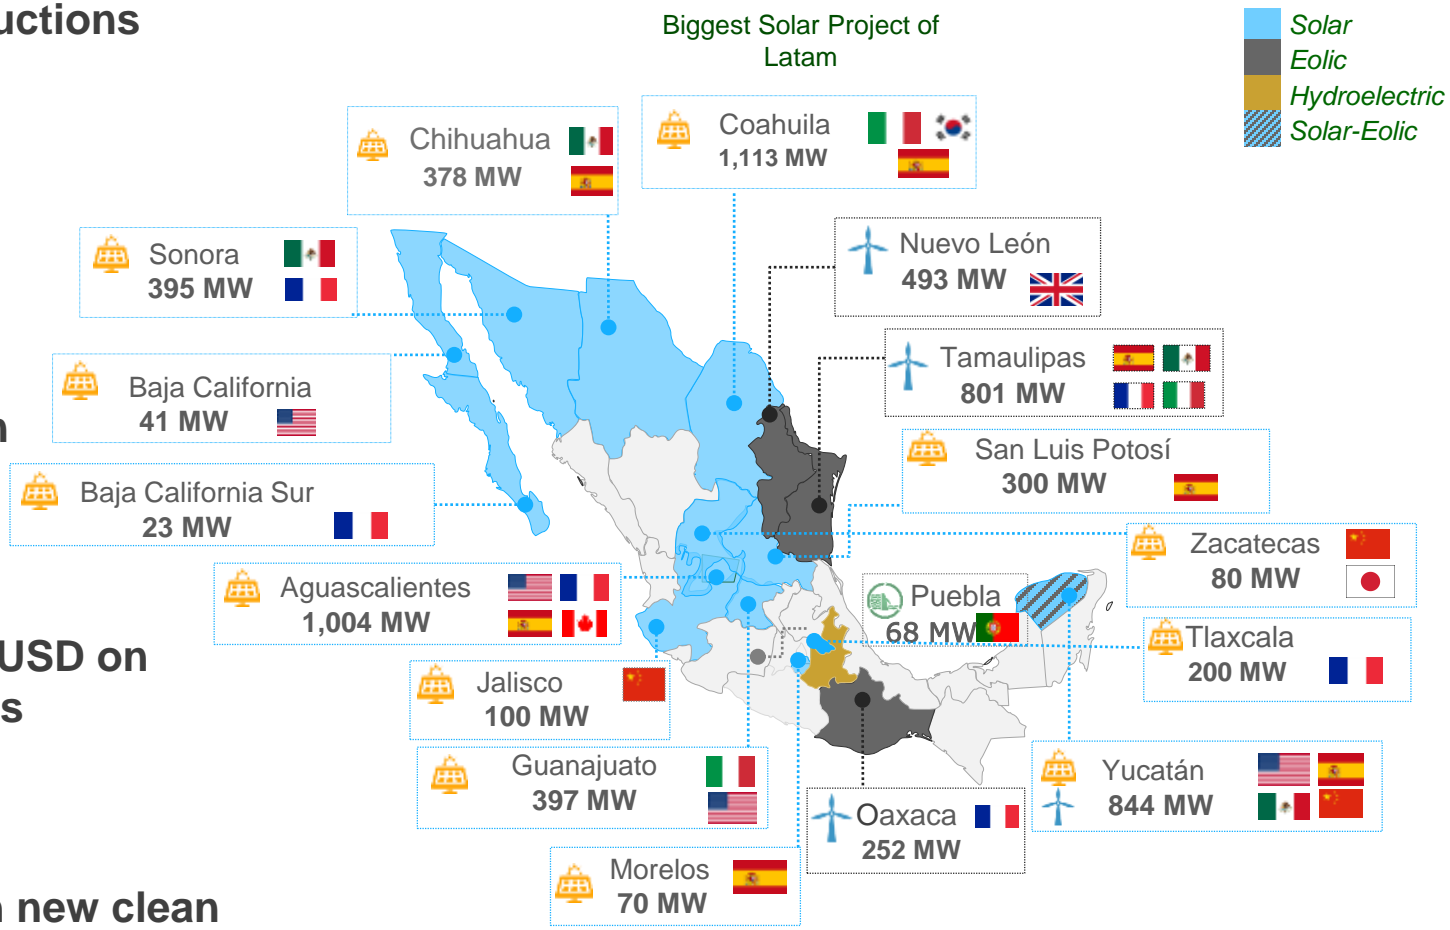 uctions
Biggest Solar Project of
Latam
Solar
Eolic
Hydroelectric
Solar-Eolic
Chihuahua
378 MW
Coahuila
1,113 MW
Sonora
395 MW
Nuevo León
493 MW
Baja California
41 MW
Tamaulipas
801 MW
n
San Luis Potosí
300 MW
Baja California Sur
23 MW
Zacatecas
80 MW
Aguascalientes
1,004 MW
Puebla
68 MW
Tlaxcala
200 MW
USD on
s
Jalisco
100 MW
Guanajuato
397 MW
Yucatán
844 MW
Oaxaca
252 MW
Morelos
70 MW
n new clean